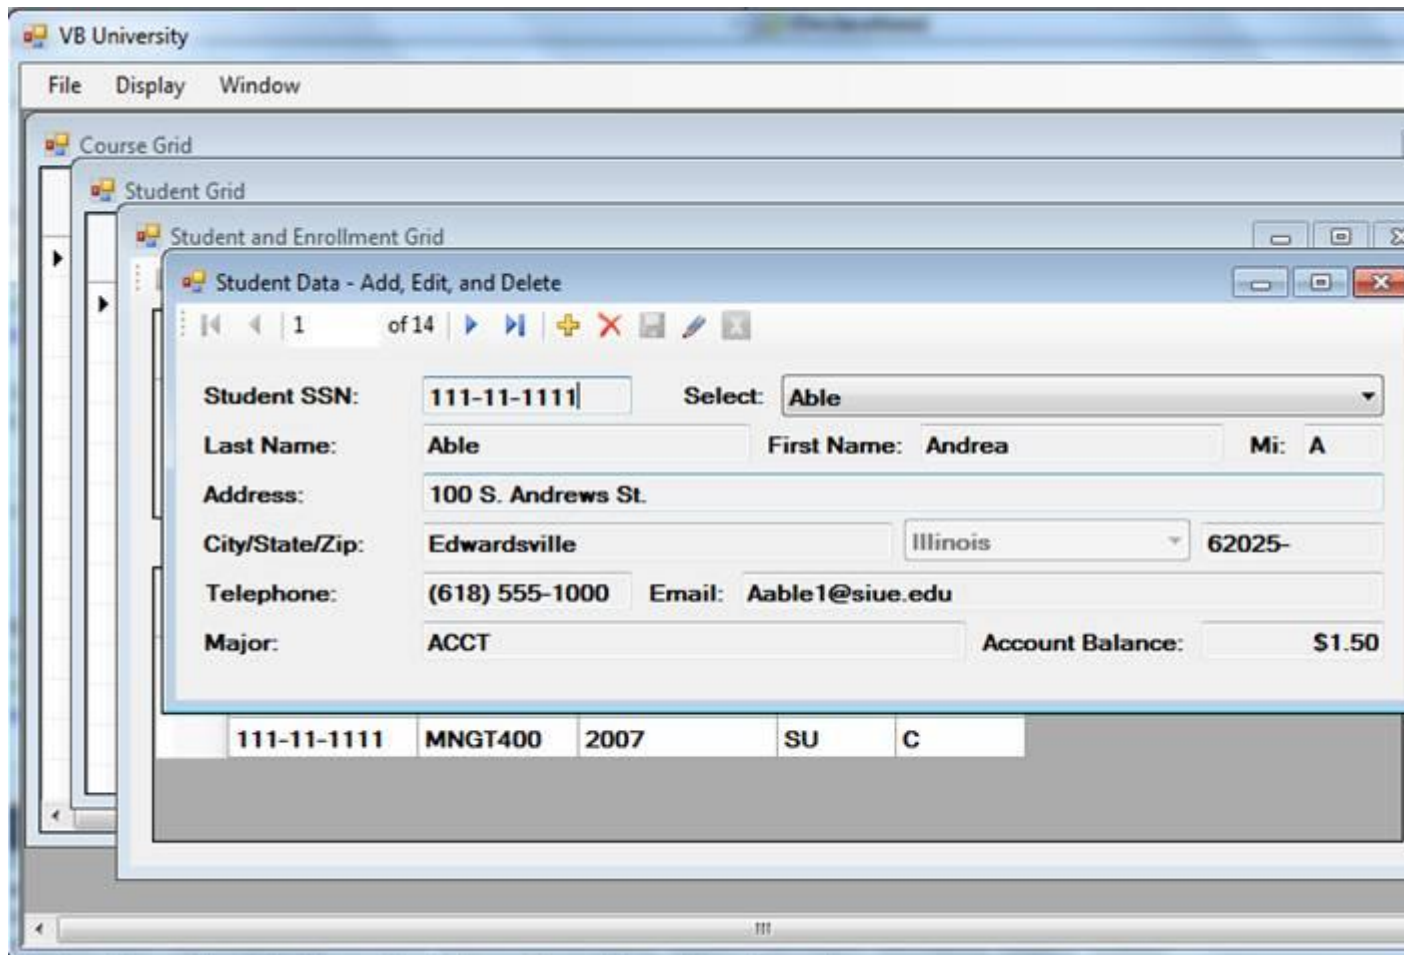 VB University
File Display Window
Course Grid
Student Grid
Student and Enrollment Grid
Student Data - Add, Edit, and Delete
1 of 14
Student SSN: 111-11-1111 Select: Able
Last Name: Able First Name: Andrea Mi: A
Address: 100 S. Andrews St.
City/State/Zip: Edwardsville Illinois 62025-
Telephone: (618) 555-1000 Email: Aable1@siue.edu
Major: ACCT Account Balance: $1.50
111-11-1111 MNGT400 2007 SU C